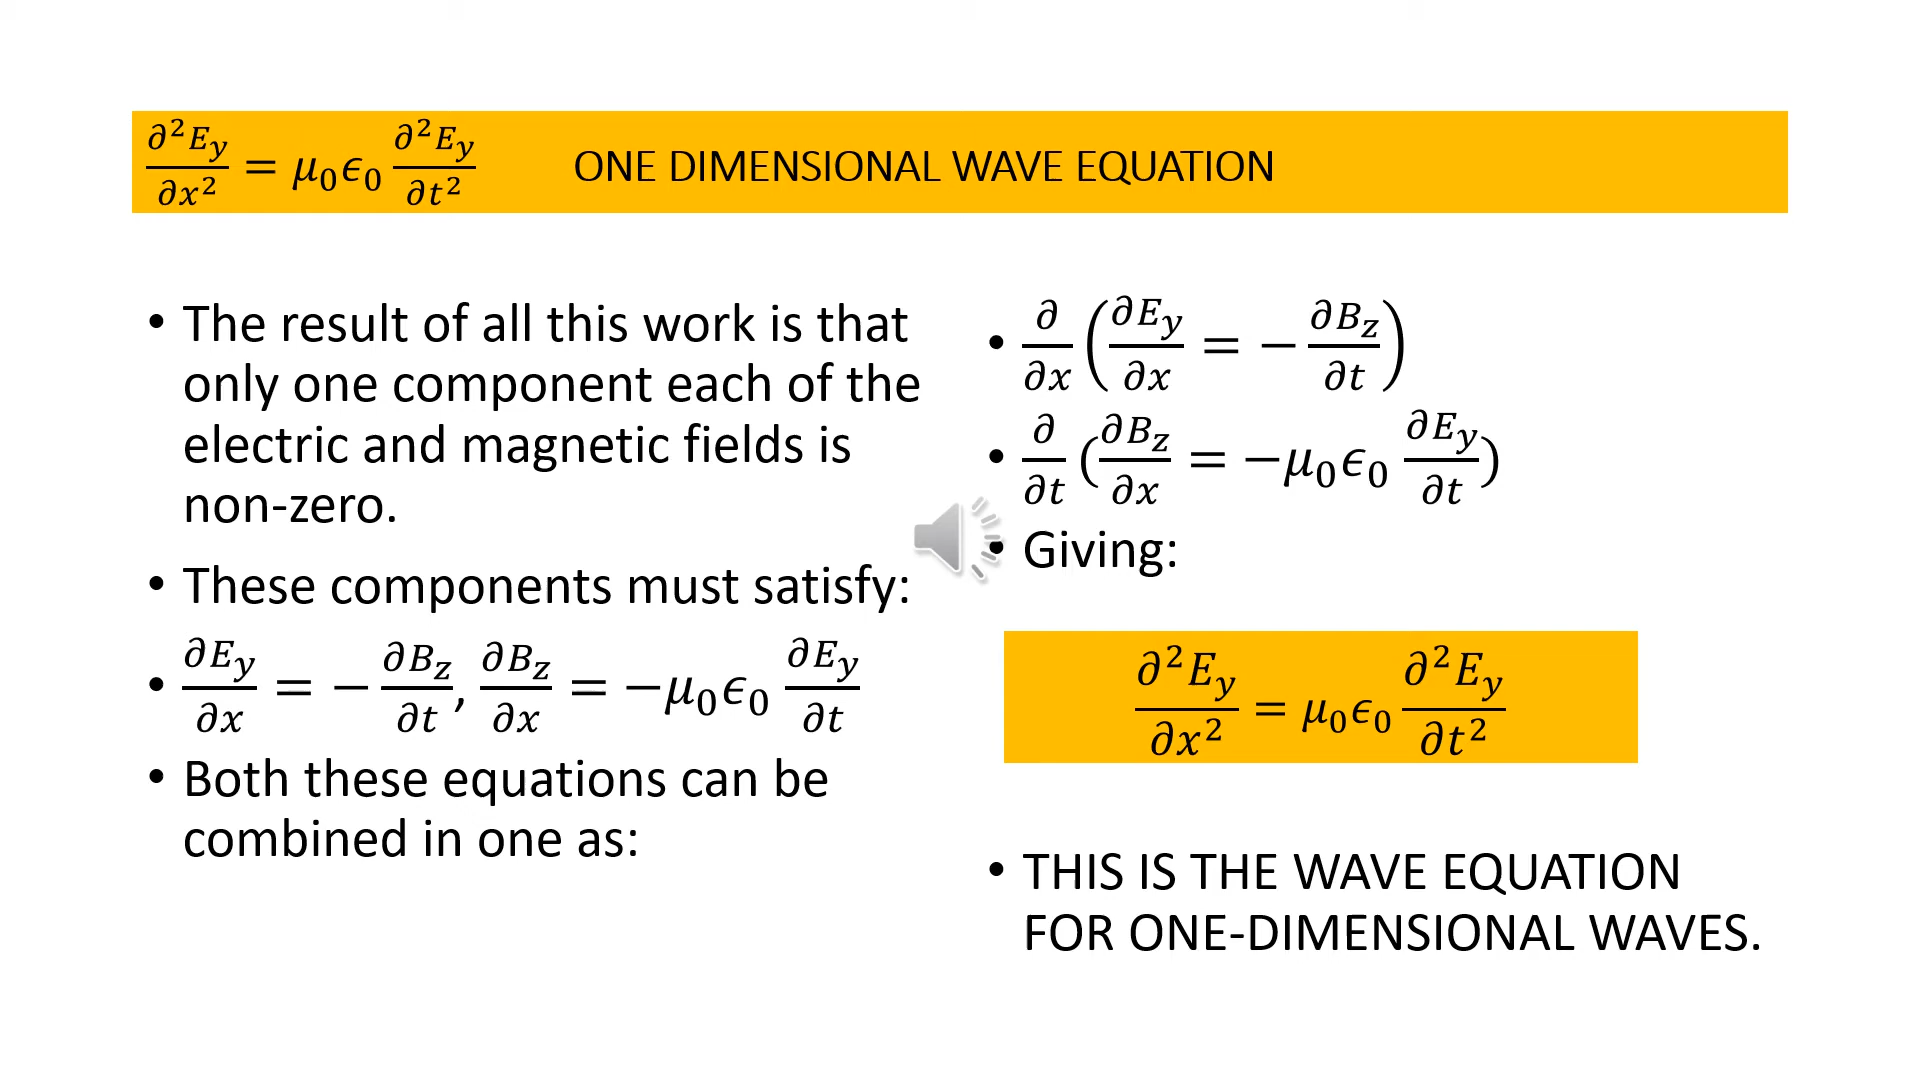 ∂²E_y/∂x² = μ₀ϵ₀ ∂²E_y/∂t² ONE DIMENSIONAL WAVE EQUATION
• The result of all this work is that
only one component each of the
electric and magnetic fields is
non-zero.
• These components must satisfy:
• ∂E_y/∂x = −∂B_z/∂t, ∂B_z/∂x = −μ₀ϵ₀ ∂E_y/∂t
• Both these equations can be
combined in one as:
• ∂/∂x (∂E_y/∂x = −∂B_z/∂t)
• ∂/∂t (∂B_z/∂x = −μ₀ϵ₀ ∂E_y/∂t)
• Giving:
∂²E_y/∂x² = μ₀ϵ₀ ∂²E_y/∂t²
• THIS IS THE WAVE EQUATION
FOR ONE-DIMENSIONAL WAVES.